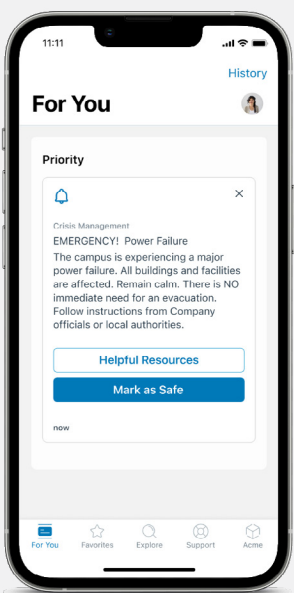 11:11
History
For You
Priority
Crisis Management
EMERGENCY! Power Failure
The campus is experiencing a major
power failure. All buildings and facilities
are affected. Remain calm. There is NO
immediate need for an evacuation.
Follow instructions from Company
officials or local authorities.
Helpful Resources
Mark as Safe
now
For You
Favorites
Explore
Support
Acme